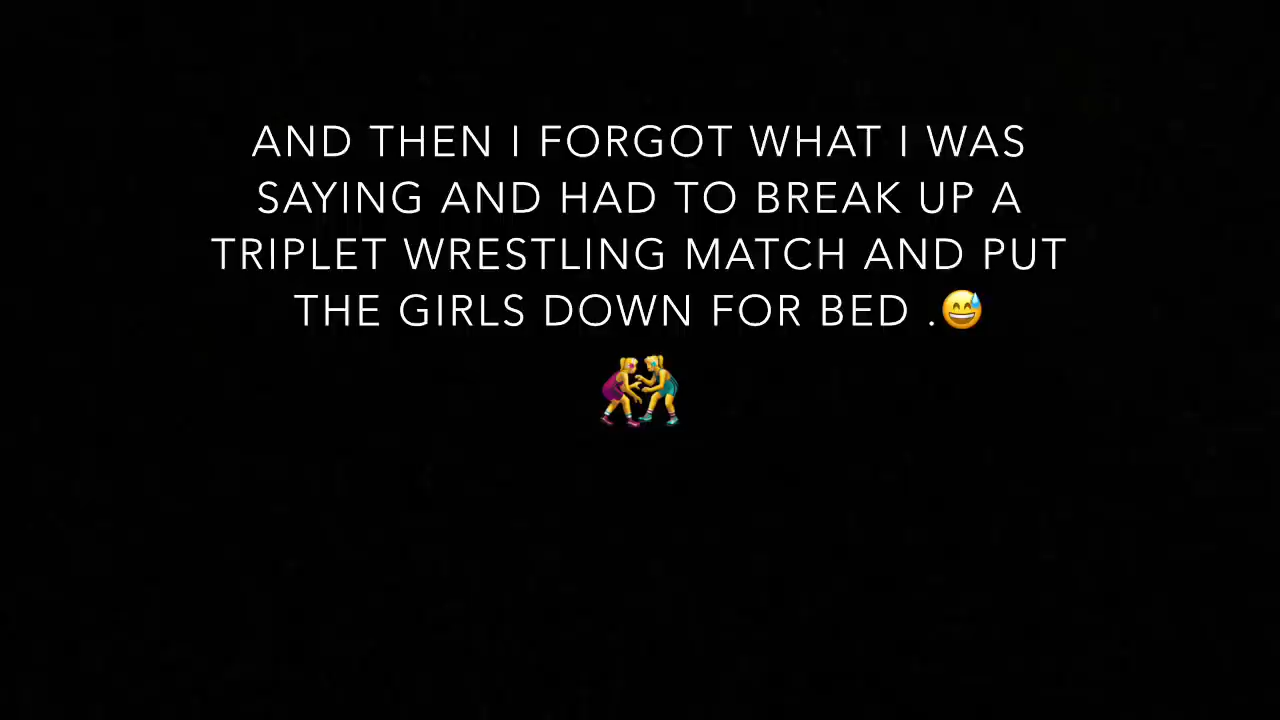 AND THEN I FORGOT WHAT I WAS
SAYING AND HAD TO BREAK UP A
TRIPLET WRESTLING MATCH AND PUT
THE GIRLS DOWN FOR BED .😅
🤼‍♀️